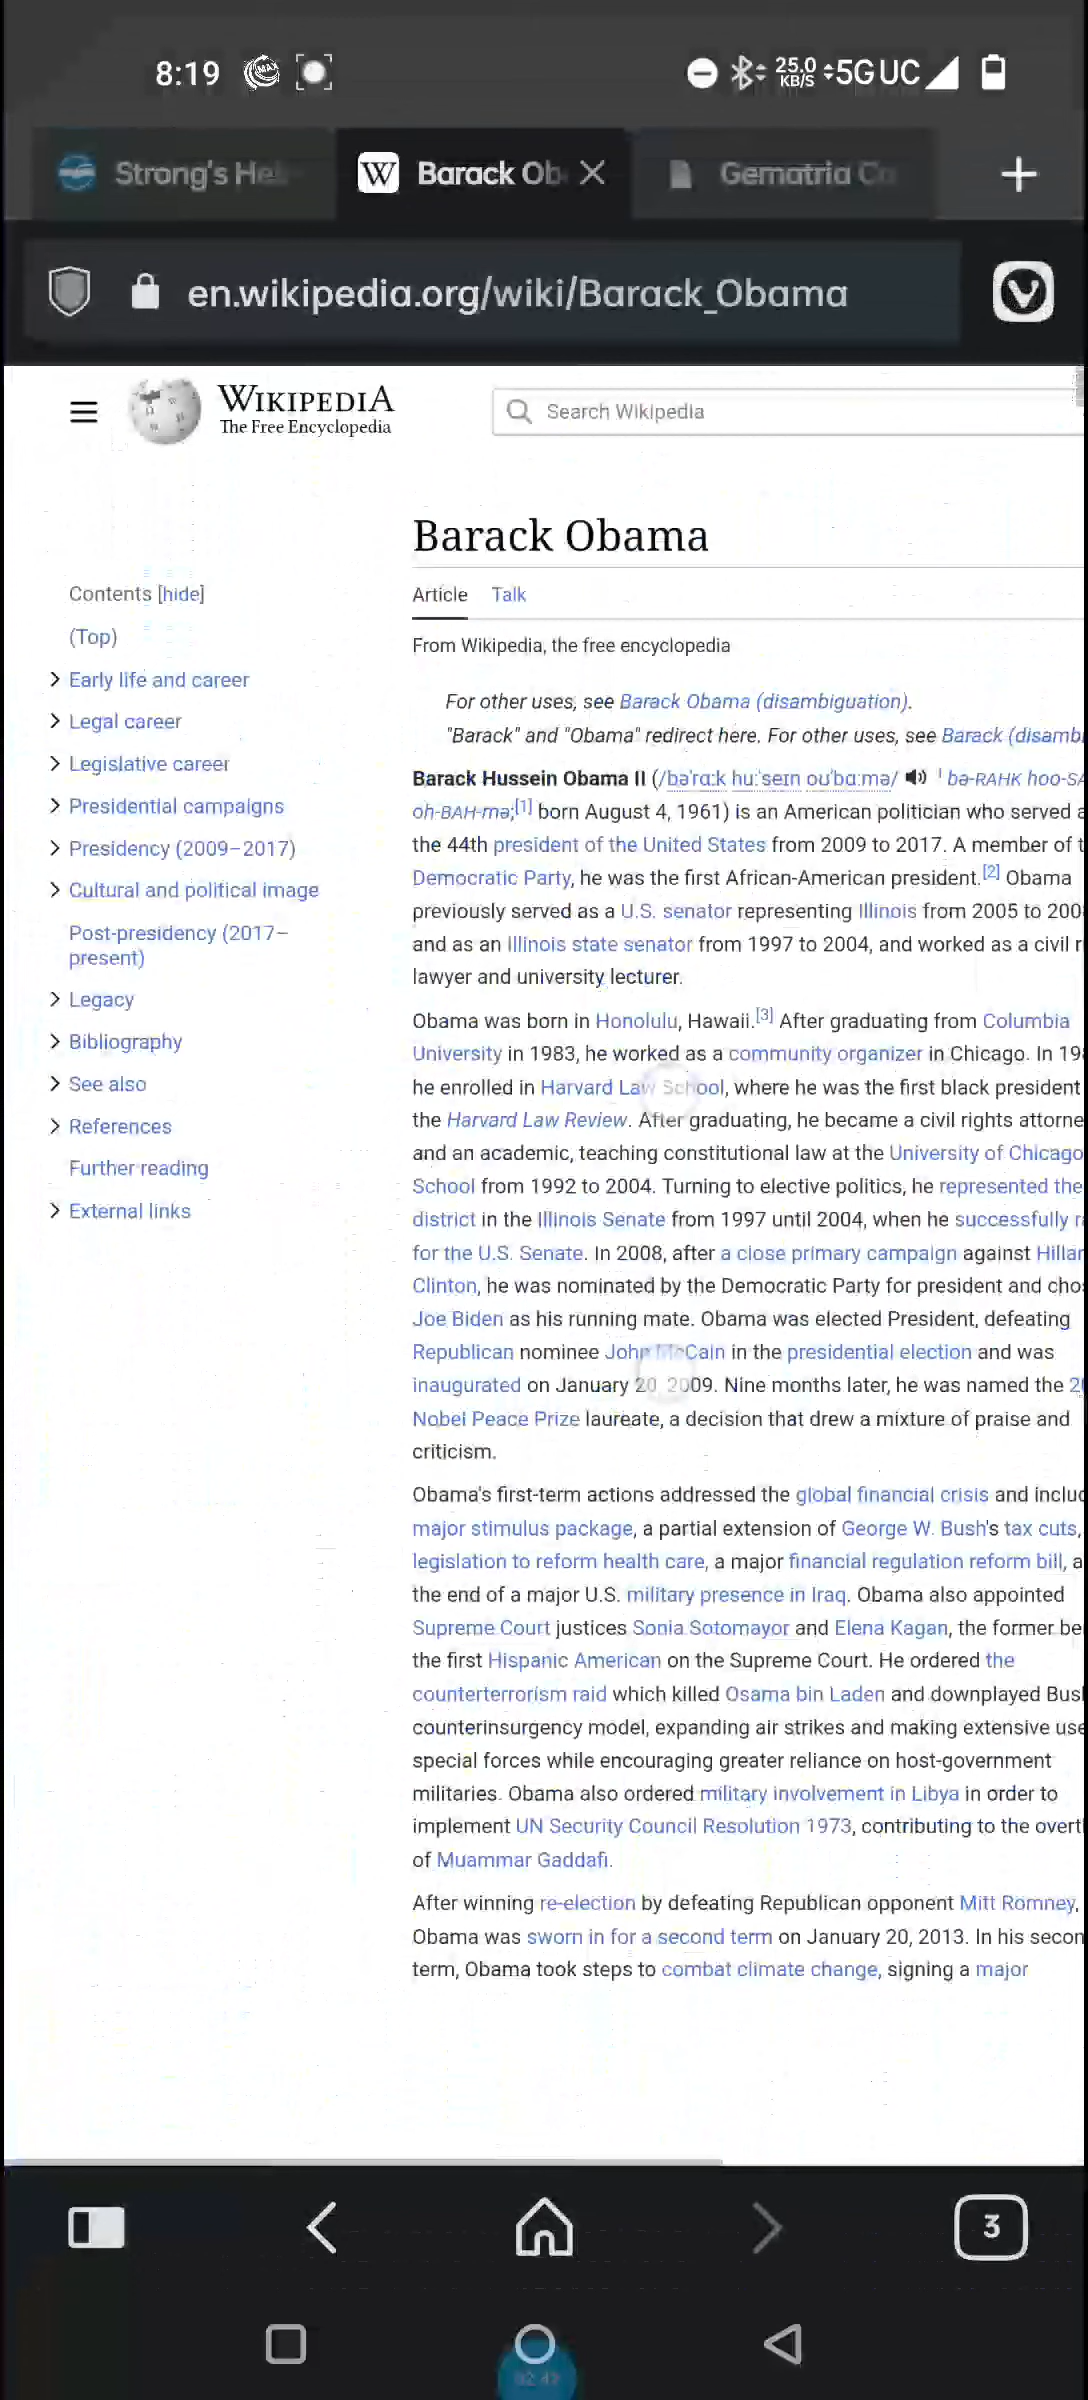 8:19
MAX
25.0
KB/S
5G UC
Strong's He
Barack Ob
Gematria C
en.wikipedia.org/wiki/Barack_Obama
WIKIPEDIA
The Free Encyclopedia
Search Wikipedia
Barack Obama
Article Talk
From Wikipedia, the free encyclopedia
Contents [hide]
(Top)
Early life and career
Legal career
Legislative career
Presidential campaigns
Presidency (2009–2017)
Cultural and political image
Post-presidency (2017–
present)
Legacy
Bibliography
See also
References
Further reading
External links
For other uses, see Barack Obama (disambiguation).
"Barack" and "Obama" redirect here. For other uses, see Barack (disamb
Barack Hussein Obama II (/bəˈrɑːk huːˈseɪn oʊˈbɑːmə/ bə-RAHK hoo-SA
oh-BAH-mə;[1] born August 4, 1961) is an American politician who served a
the 44th president of the United States from 2009 to 2017. A member of t
Democratic Party, he was the first African-American president.[2] Obama
previously served as a U.S. senator representing Illinois from 2005 to 200
and as an Illinois state senator from 1997 to 2004, and worked as a civil r
lawyer and university lecturer.
Obama was born in Honolulu, Hawaii.[3] After graduating from Columbia
University in 1983, he worked as a community organizer in Chicago. In 19
he enrolled in Harvard Law School, where he was the first black president
the Harvard Law Review. After graduating, he became a civil rights attorne
and an academic, teaching constitutional law at the University of Chicago
School from 1992 to 2004. Turning to elective politics, he represented the
district in the Illinois Senate from 1997 until 2004, when he successfully r
for the U.S. Senate. In 2008, after a close primary campaign against Hillar
Clinton, he was nominated by the Democratic Party for president and cho
Joe Biden as his running mate. Obama was elected President, defeating
Republican nominee John McCain in the presidential election and was
inaugurated on January 20, 2009. Nine months later, he was named the 2
Nobel Peace Prize laureate, a decision that drew a mixture of praise and
criticism.
Obama's first-term actions addressed the global financial crisis and includ
major stimulus package, a partial extension of George W. Bush's tax cuts,
legislation to reform health care, a major financial regulation reform bill, a
the end of a major U.S. military presence in Iraq. Obama also appointed
Supreme Court justices Sonia Sotomayor and Elena Kagan, the former be
the first Hispanic American on the Supreme Court. He ordered the
counterterrorism raid which killed Osama bin Laden and downplayed Bus
counterinsurgency model, expanding air strikes and making extensive use
special forces while encouraging greater reliance on host-government
militaries. Obama also ordered military involvement in Libya in order to
implement UN Security Council Resolution 1973, contributing to the overt
of Muammar Gaddafi.
After winning re-election by defeating Republican opponent Mitt Romney,
Obama was sworn in for a second term on January 20, 2013. In his secon
term, Obama took steps to combat climate change, signing a major
3